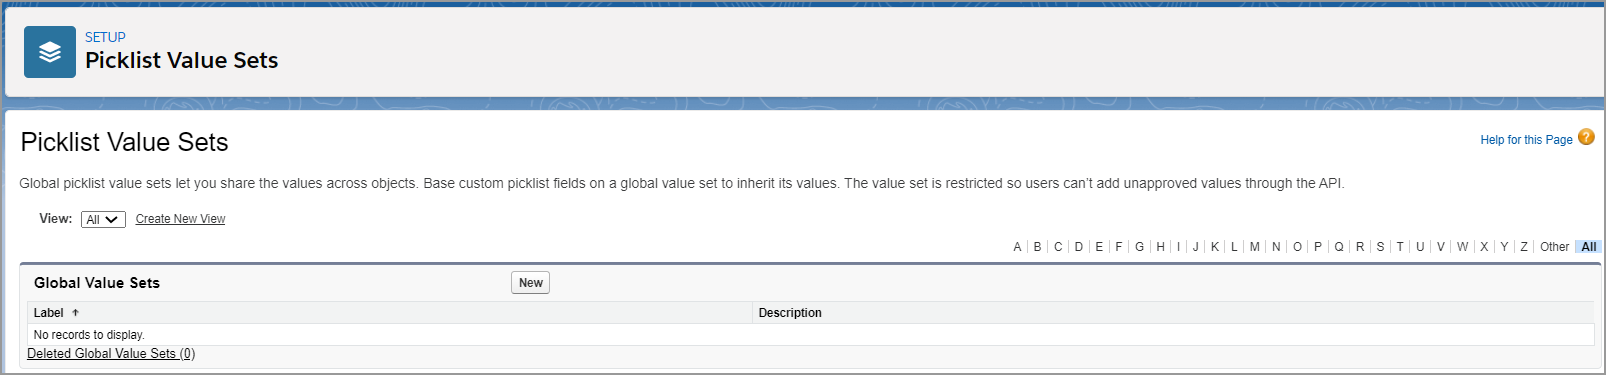 SETUP
Picklist Value Sets
Picklist Value Sets
Help for this Page ?
Global picklist value sets let you share the values across objects. Base custom picklist fields on a global value set to inherit its values. The value set is restricted so users can't add unapproved values through the API.
View: All Create New View
A B C D E F G H I J K L M N O P Q R S T U V W X Y Z Other All
Global Value Sets New
Label ↑ Description
No records to display.
Deleted Global Value Sets (0)